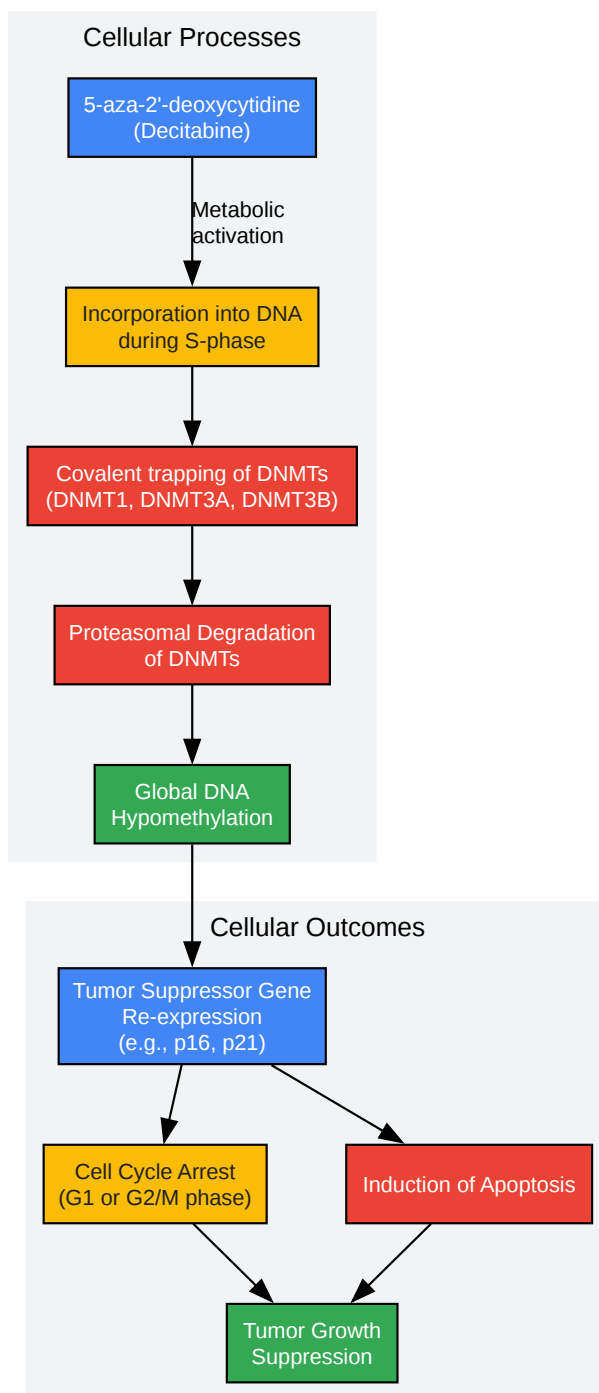 Cellular Processes
5-aza-2'-deoxycytidine
(Decitabine)
Metabolic
activation
Incorporation into DNA
during S-phase
Covalent trapping of DNMTs
(DNMT1, DNMT3A, DNMT3B)
Proteasomal Degradation
of DNMTs
Global DNA
Hypomethylation
Cellular Outcomes
Tumor Suppressor Gene
Re-expression
(e.g., p16, p21)
Cell Cycle Arrest
(G1 or G2/M phase)
Induction of Apoptosis
Tumor Growth
Suppression